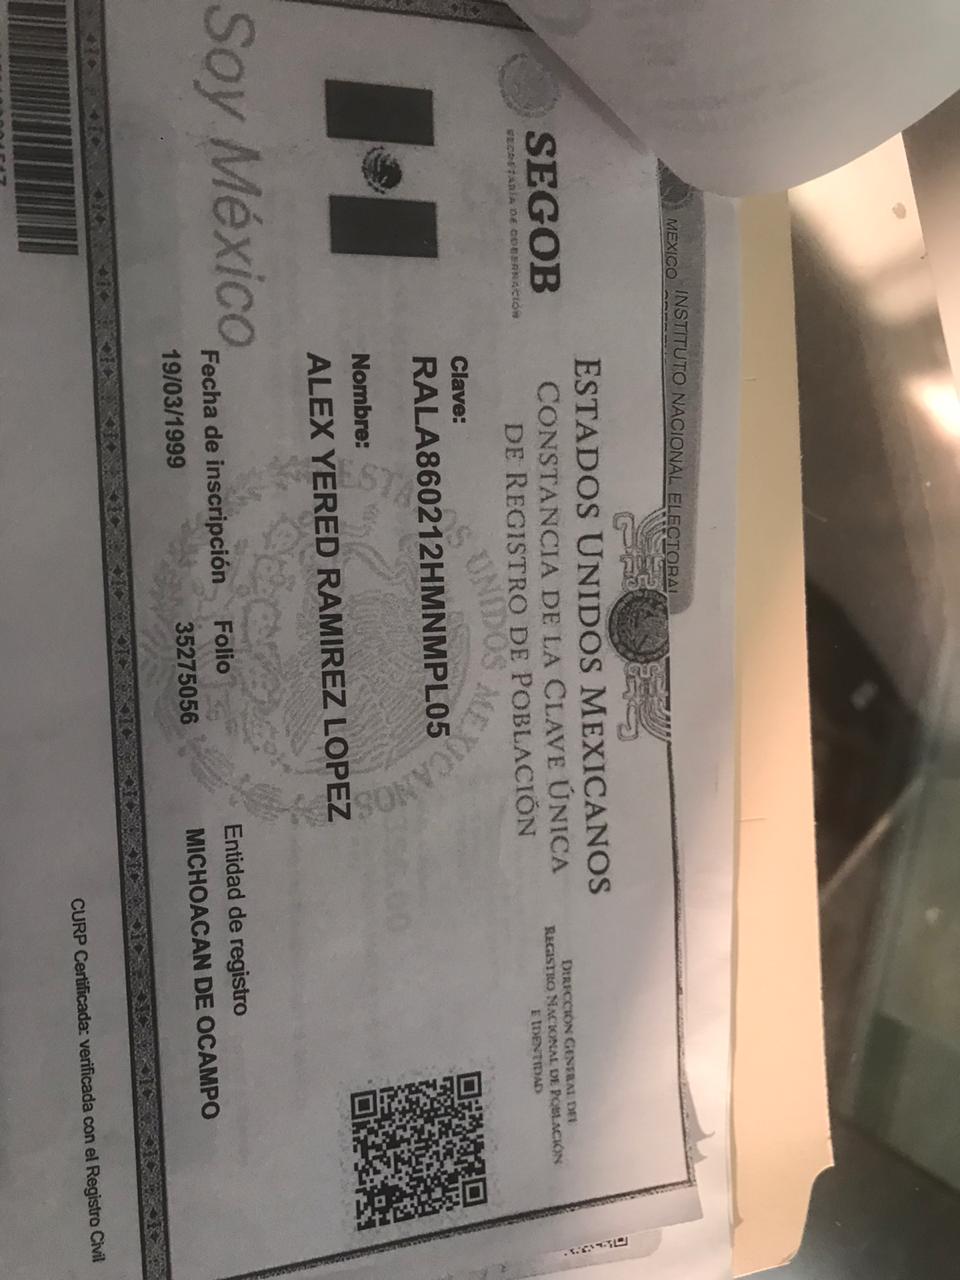 MEXICO INSTITUTO NACIONAL ELECTORAL
SEGOB
SECRETARÍA DE GOBERNACIÓN
ESTADOS UNIDOS MEXICANOS
CONSTANCIA DE LA CLAVE ÚNICA
DE REGISTRO DE POBLACIÓN
DIRECCIÓN GENERAL DEL
REGISTRO NACIONAL DE POBLACIÓN
E IDENTIDAD
Clave:
RALA860212HMNMPL05
Nombre:
ALEX YERED RAMIREZ LOPEZ
ESTADOS UNIDOS MEXICANOS
Soy México
Fecha de inscripción Folio Entidad de registro
19/03/1999 35275056 MICHOACAN DE OCAMPO
CURP Certificada: verificada con el Registro Civil